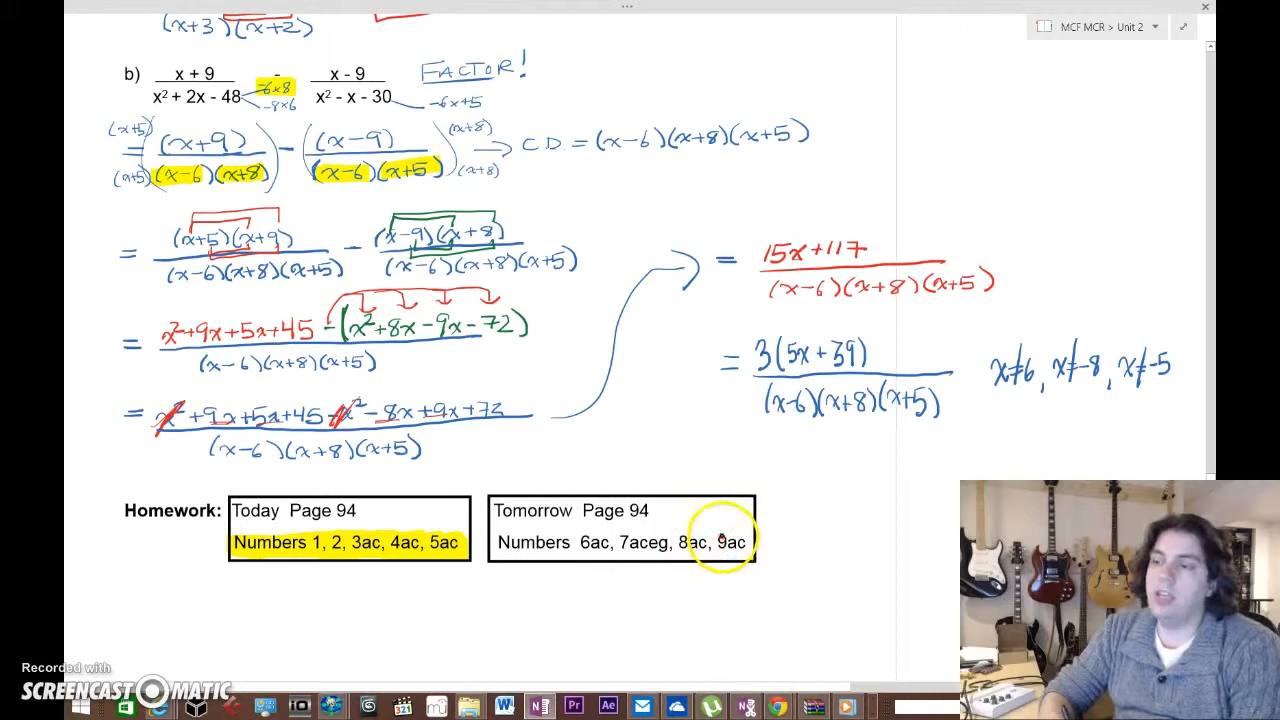 (x+3)(x+2)
MCF MCR > Unit 2
b) x + 9 - x - 9 FACTOR!
x² + 2x - 48 -6x8 -8x6 x² - x - 30 -6x+5
(x+5) (x+9) - (x-9) (x+8) → C.D. = (x-6)(x+8)(x+5)
= (x+5) (x-6)(x+8) (x-6)(x+5) (x+8)
= (x+5)(x+9) - (x-9)(x+8)
(x-6)(x+8)(x+5) (x-6)(x+8)(x+5)
= x²+9x+5x+45 -(x²+8x-9x-72)
(x-6)(x+8)(x+5)
= x²+9x+5x+45-x²-8x+9x+72
(x-6)(x+8)(x+5)
= 15x+117
(x-6)(x+8)(x+5)
= 3(5x+39) x≠6, x≠-8, x≠-5
(x-6)(x+8)(x+5)
Homework: Today Page 94
Numbers 1, 2, 3ac, 4ac, 5ac
Tomorrow Page 94
Numbers 6ac, 7aceg, 8ac, 9ac
Recorded with
SCREENCAST MATIC